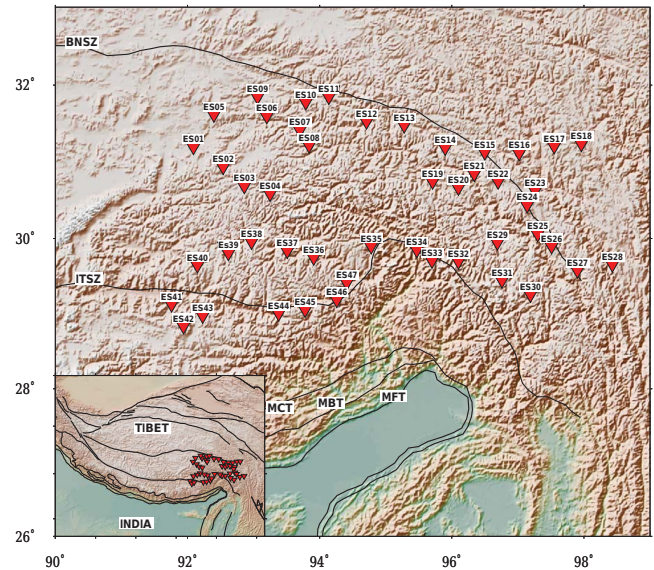 BNSZ
32°
ES09
ES11
ES10
ES05
ES06
ES12
ES13
ES07
ES01
ES08
ES16
ES15
ES17
ES18
ES02
ES21
ES03
ES04
ES19
ES20
ES22
ES23
ES24
30°
ES38
ES39
ES37
ES35
ES34
ES29
ES25
ES26
ES40
ES36
ES33
ES32
ES28
ES27
ITSZ
ES47
ES31
ES41
ES46
ES30
ES43
ES44
ES45
ES42
28°
MCT
MBT
MFT
TIBET
INDIA
26°
90°
92°
94°
96°
98°